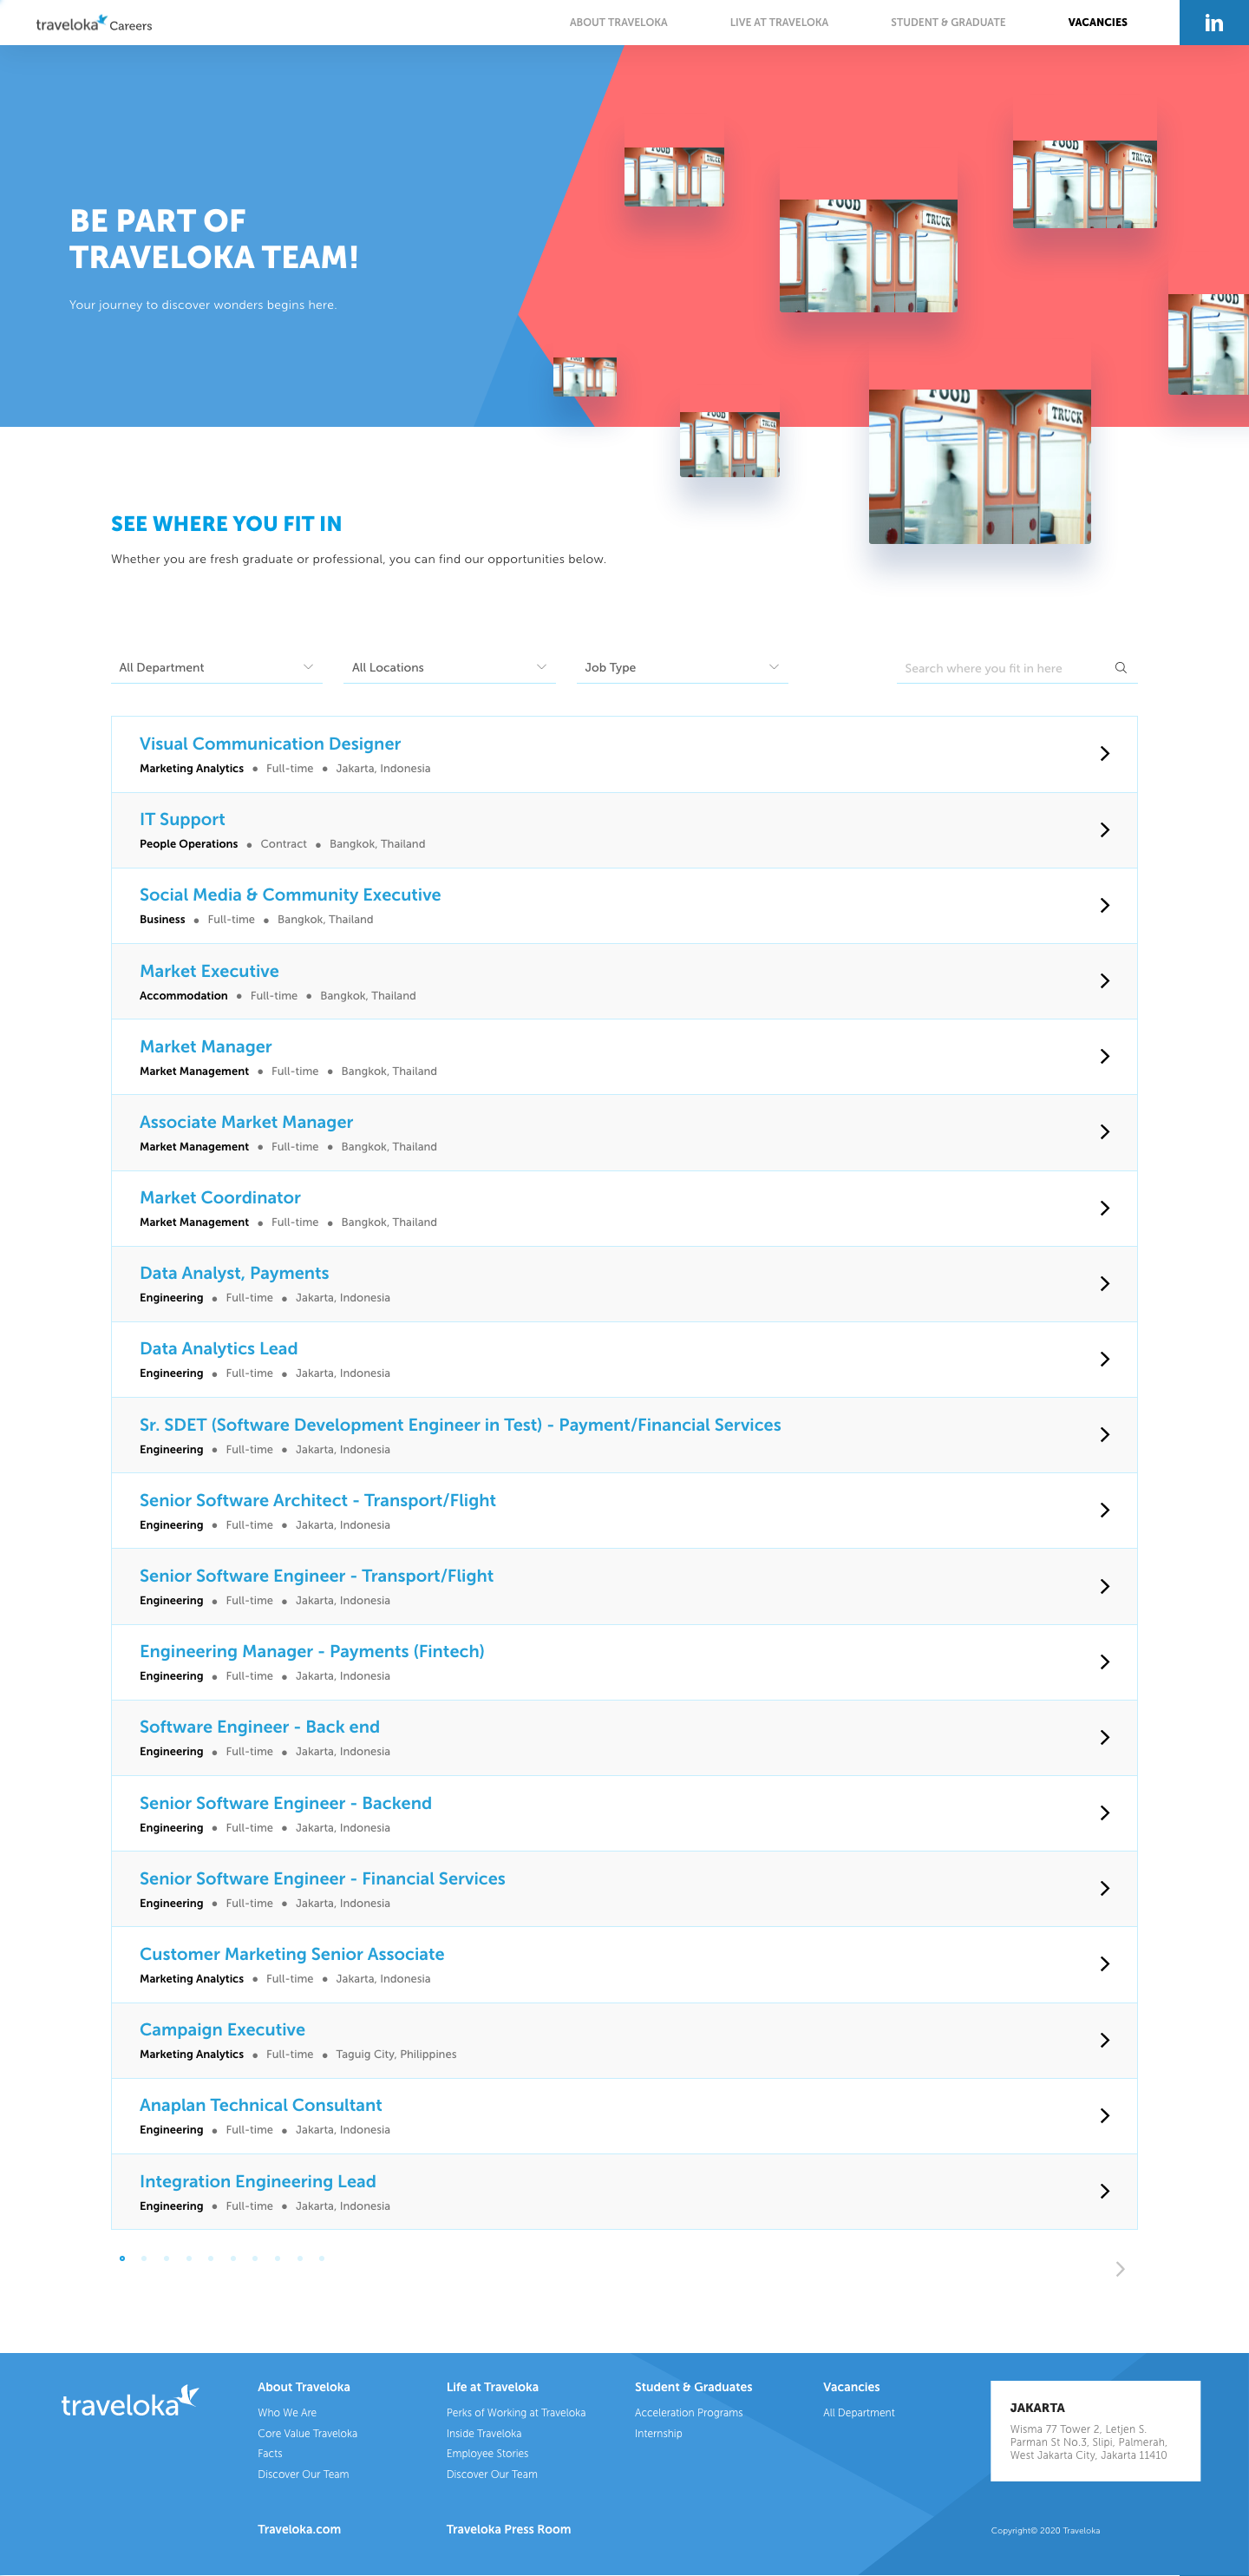 traveloka Careers
ABOUT TRAVELOKA
LIVE AT TRAVELOKA
STUDENT & GRADUATE
VACANCIES
in
FOOD
TRUCK
FOOD
TRUCK
FOOD
TRUCK
BE PART OF
TRAVELOKA TEAM!
Your journey to discover wonders begins here.
FOOD
FOOD
TRUCK
FOOD
TRUCK
SEE WHERE YOU FIT IN
Whether you are fresh graduate or professional, you can find our opportunities below.
All Department
All Locations
Job Type
Search where you fit in here
Visual Communication Designer
Marketing Analytics ● Full-time ● Jakarta, Indonesia
IT Support
People Operations ● Contract ● Bangkok, Thailand
Social Media & Community Executive
Business ● Full-time ● Bangkok, Thailand
Market Executive
Accommodation ● Full-time ● Bangkok, Thailand
Market Manager
Market Management ● Full-time ● Bangkok, Thailand
Associate Market Manager
Market Management ● Full-time ● Bangkok, Thailand
Market Coordinator
Market Management ● Full-time ● Bangkok, Thailand
Data Analyst, Payments
Engineering ● Full-time ● Jakarta, Indonesia
Data Analytics Lead
Engineering ● Full-time ● Jakarta, Indonesia
Sr. SDET (Software Development Engineer in Test) - Payment/Financial Services
Engineering ● Full-time ● Jakarta, Indonesia
Senior Software Architect - Transport/Flight
Engineering ● Full-time ● Jakarta, Indonesia
Senior Software Engineer - Transport/Flight
Engineering ● Full-time ● Jakarta, Indonesia
Engineering Manager - Payments (Fintech)
Engineering ● Full-time ● Jakarta, Indonesia
Software Engineer - Back end
Engineering ● Full-time ● Jakarta, Indonesia
Senior Software Engineer - Backend
Engineering ● Full-time ● Jakarta, Indonesia
Senior Software Engineer - Financial Services
Engineering ● Full-time ● Jakarta, Indonesia
Customer Marketing Senior Associate
Marketing Analytics ● Full-time ● Jakarta, Indonesia
Campaign Executive
Marketing Analytics ● Full-time ● Taguig City, Philippines
Anaplan Technical Consultant
Engineering ● Full-time ● Jakarta, Indonesia
Integration Engineering Lead
Engineering ● Full-time ● Jakarta, Indonesia
traveloka
About Traveloka
Who We Are
Core Value Traveloka
Facts
Discover Our Team
Traveloka.com
Life at Traveloka
Perks of Working at Traveloka
Inside Traveloka
Employee Stories
Discover Our Team
Traveloka Press Room
Student & Graduates
Acceleration Programs
Internship
Vacancies
All Department
JAKARTA
Wisma 77 Tower 2, Letjen S.
Parman St No.3, Slipi, Palmerah,
West Jakarta City, Jakarta 11410
Copyright© 2020 Traveloka